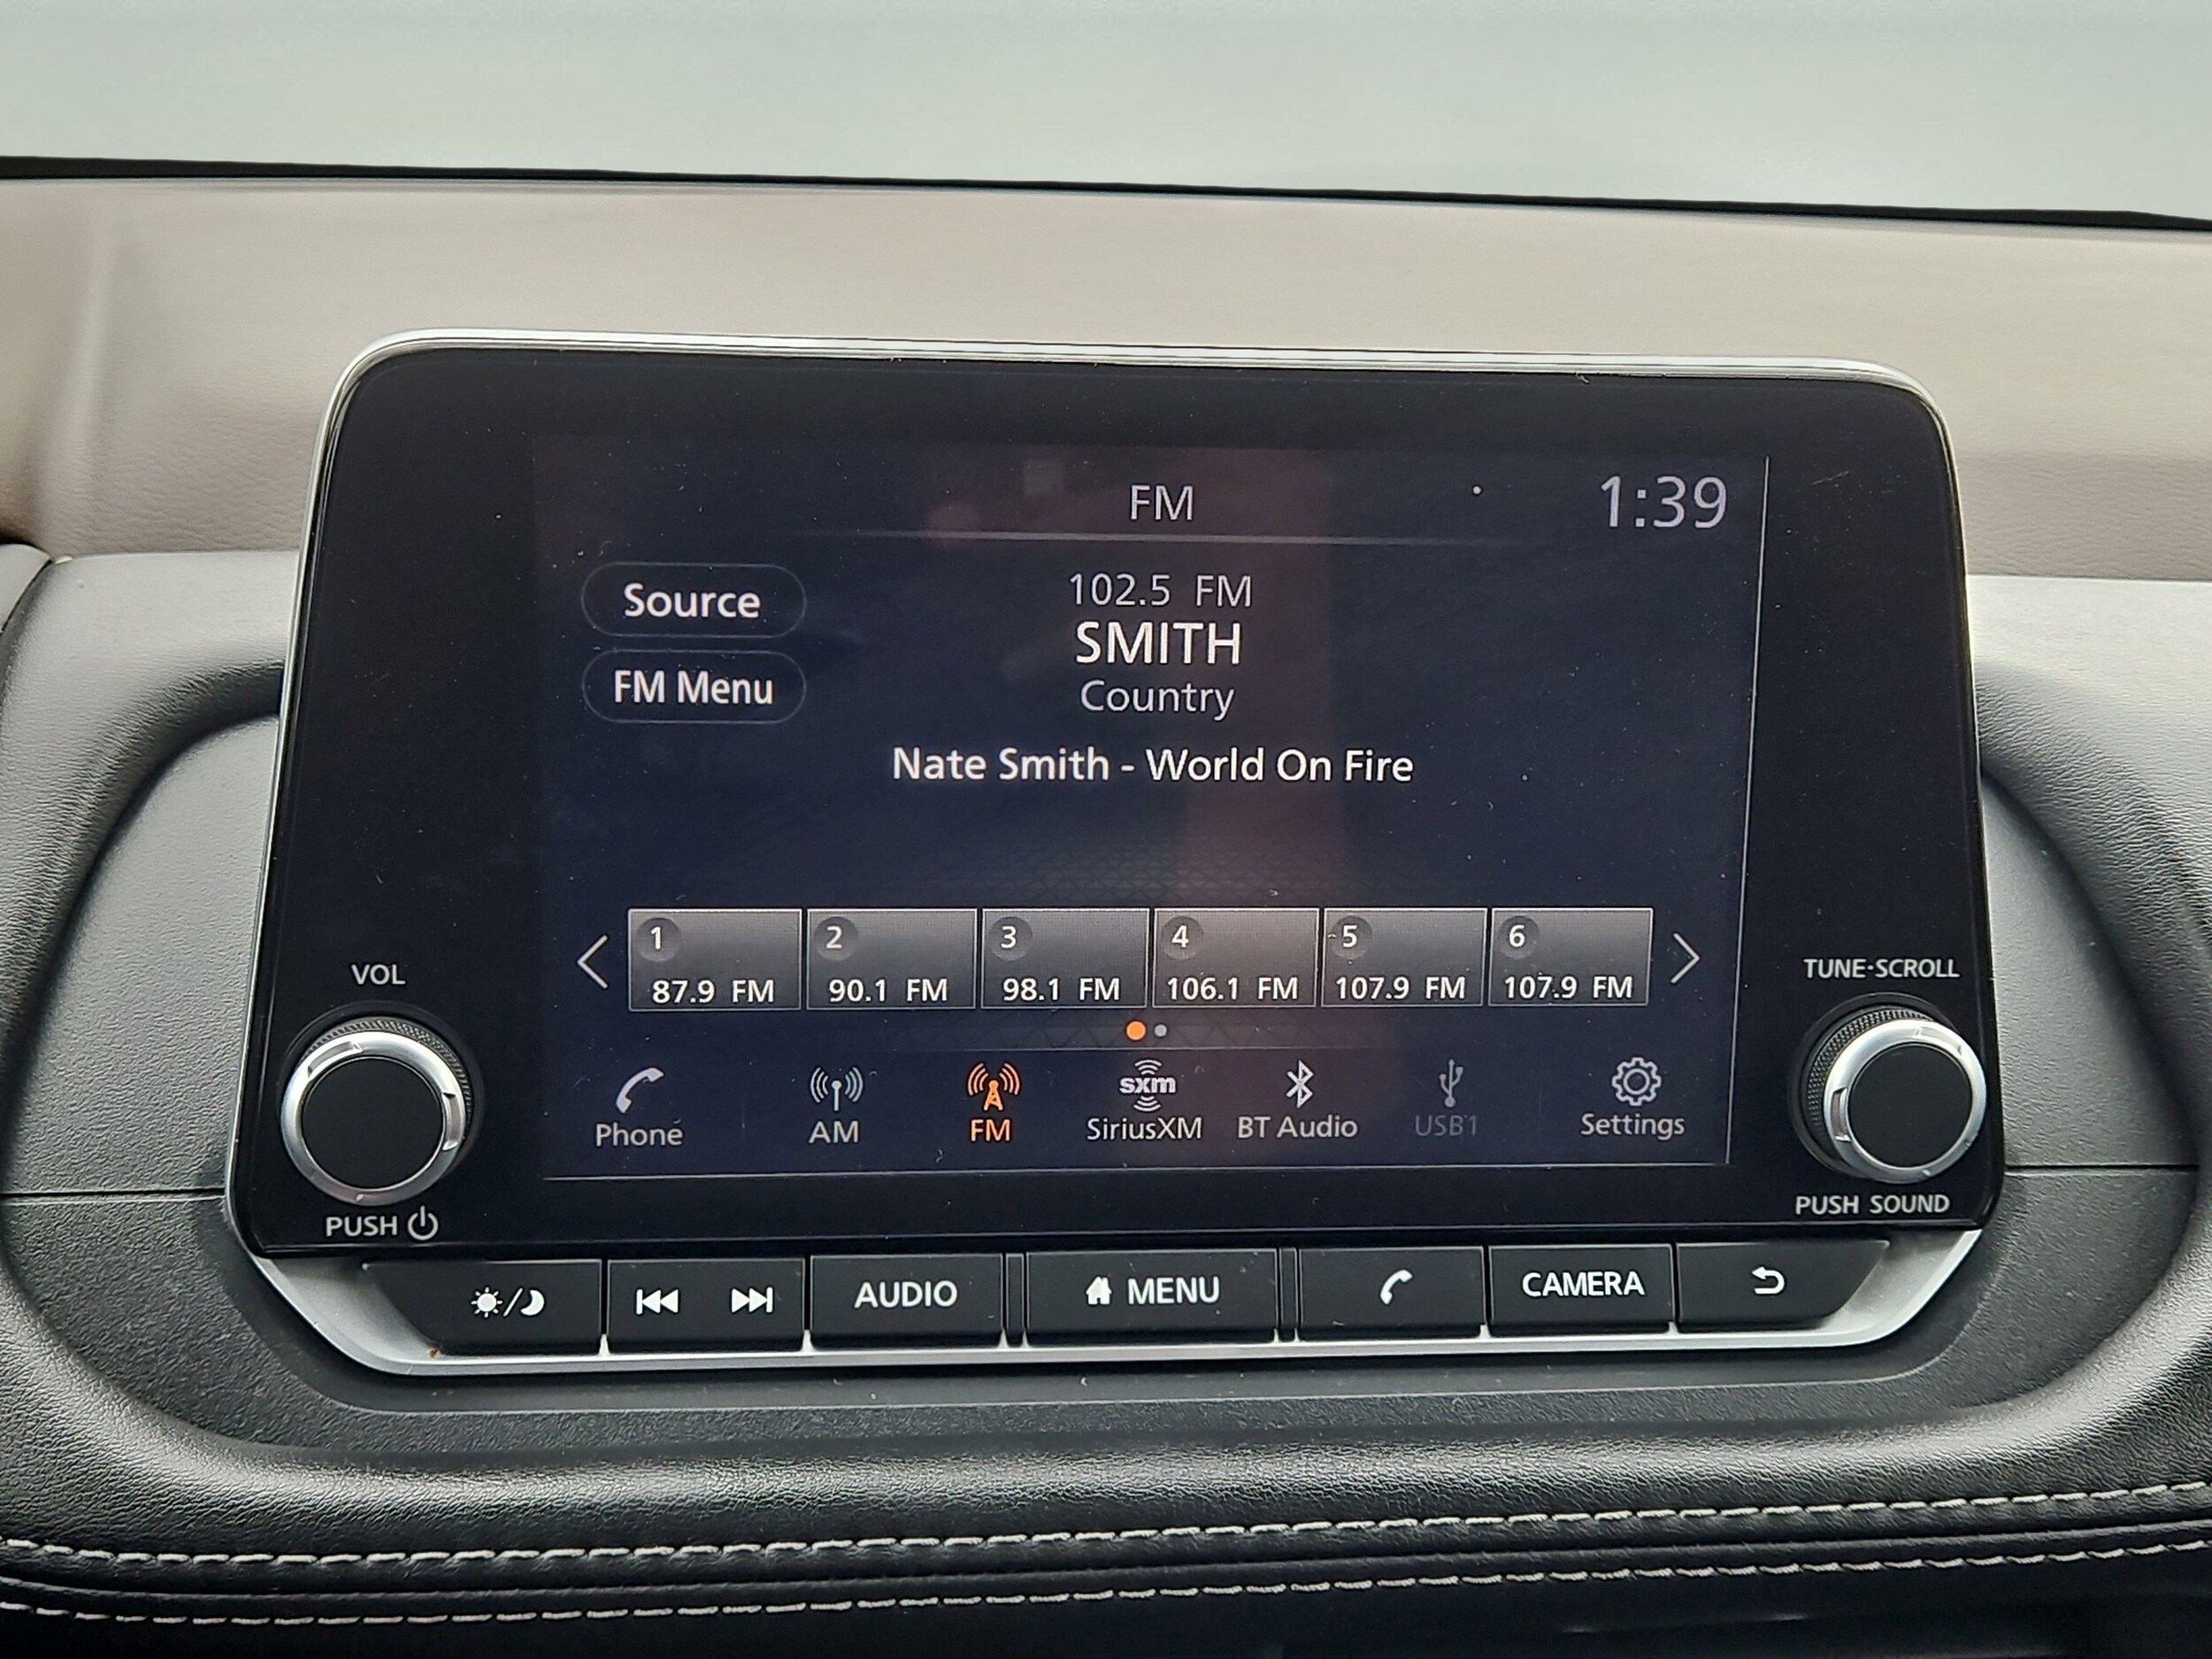 FM
1:39
Source
102.5 FM
SMITH
FM Menu
Country
Nate Smith - World On Fire
1
2
3
4
5
6
87.9 FM
90.1 FM
98.1 FM
106.1 FM
107.9 FM
107.9 FM
VOL
TUNE·SCROLL
Phone
AM
FM
sxm
SiriusXM
BT Audio
USB1
Settings
PUSH
PUSH SOUND
AUDIO
MENU
CAMERA